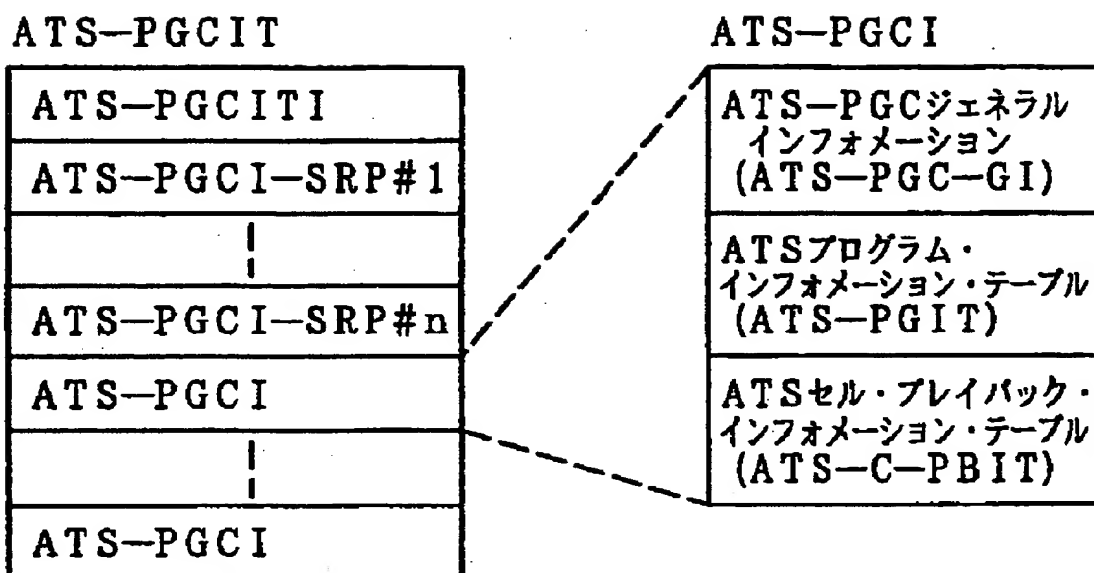 ATS—PGCIT
ATS—PGCITI
ATS—PGCI—SRP#1
ATS—PGCI—SRP#n
ATS—PGCI
ATS—PGCI
ATS—PGCI
ATS—PGCジェネラル
インフォメーション
(ATS—PGC—GI)
ATSプログラム・
インフォメーション・テーブル
(ATS—PGIT)
ATSセル・プレイバック・
インフォメーション・テーブル
(ATS—C—PBIT)